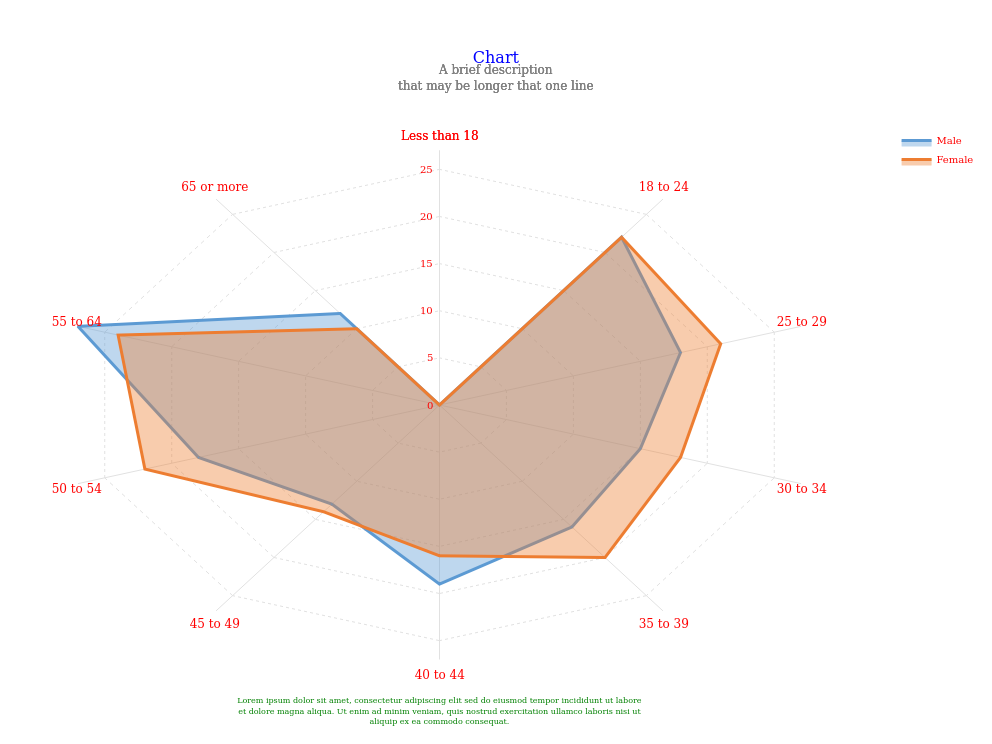 Chart
A brief description
that may be longer that one line
Less than 18
Male
Female
25
20
15
10
5
0
65 or more
18 to 24
55 to 64
25 to 29
50 to 54
30 to 34
45 to 49
35 to 39
40 to 44
Lorem ipsum dolor sit amet, consectetur adipiscing elit sed do eiusmod tempor incididunt ut labore
et dolore magna aliqua. Ut enim ad minim veniam, quis nostrud exercitation ullamco laboris nisi ut
aliquip ex ea commodo consequat.